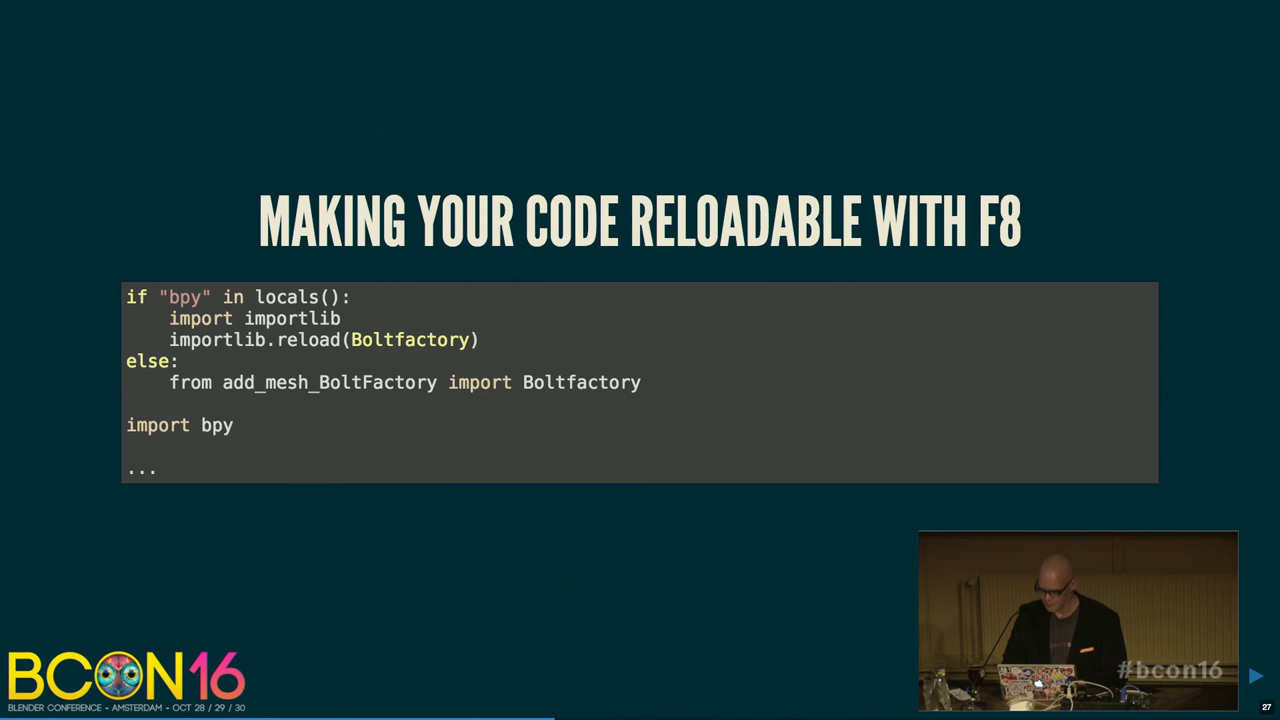 MAKING YOUR CODE RELOADABLE WITH F8
if "bpy" in locals():
    import importlib
    importlib.reload(Boltfactory)
else:
    from add_mesh_BoltFactory import Boltfactory
import bpy
...
#bcon16
BCON16
BLENDER CONFERENCE - AMSTERDAM - OCT 28 / 29 / 30
27